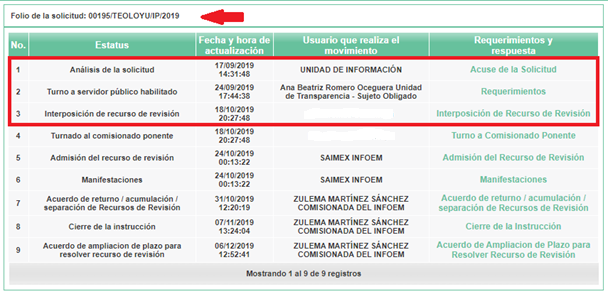 Folio de la solicitud: 00195/TEOLOYU/IP/2019
No. Estatus Fecha y hora de actualización Usuario que realiza el movimiento Requerimientos y respuesta
1 Análisis de la solicitud 17/09/2019 14:31:48 UNIDAD DE INFORMACIÓN Acuse de la Solicitud
2 Turno a servidor público habilitado 24/09/2019 17:44:38 Ana Beatriz Romero Oceguera Unidad de Transparencia - Sujeto Obligado Requerimientos
3 Interposición de recurso de revisión 18/10/2019 20:27:48 Interposición de Recurso de Revisión
4 Turnado al comisionado ponente 18/10/2019 20:27:48 Turno a Comisionado Ponente
5 Admisión del recurso de revisión 24/10/2019 00:13:22 SAIMEX INFOEM Admisión del Recurso de Revisión
6 Manifestaciones 24/10/2019 00:13:22 SAIMEX INFOEM Manifestaciones
7 Acuerdo de returno / acumulación / separación de Recursos de Revisión 31/10/2019 12:20:19 ZULEMA MARTÍNEZ SÁNCHEZ COMISIONADA DEL INFOEM Acuerdo de returno / acumulación / separación de Recursos de Revisión
8 Cierre de la instrucción 07/11/2019 13:24:04 ZULEMA MARTÍNEZ SÁNCHEZ COMISIONADA DEL INFOEM Cierre de la Instrucción
9 Acuerdo de ampliacion de plazo para resolver recurso de revisión 06/12/2019 12:52:41 ZULEMA MARTÍNEZ SÁNCHEZ COMISIONADA DEL INFOEM Acuerdo de Ampliacion de Plazo para Resolver Recurso de Revisión
Mostrando 1 al 9 de 9 registros